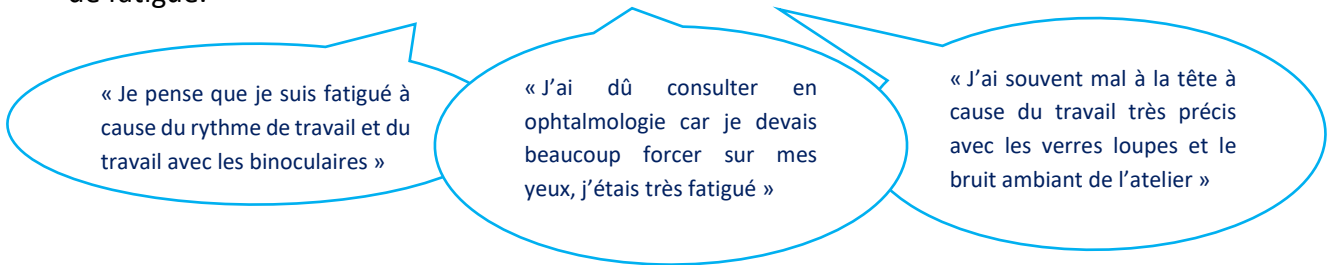 de fatigue.
« Je pense que je suis fatigué à
cause du rythme de travail et du
travail avec les binoculaires »
« J’ai dû consulter en
ophtalmologie car je devais
beaucoup forcer sur mes
yeux, j’étais très fatigué »
« J’ai souvent mal à la tête à
cause du travail très précis
avec les verres loupes et le
bruit ambiant de l’atelier »